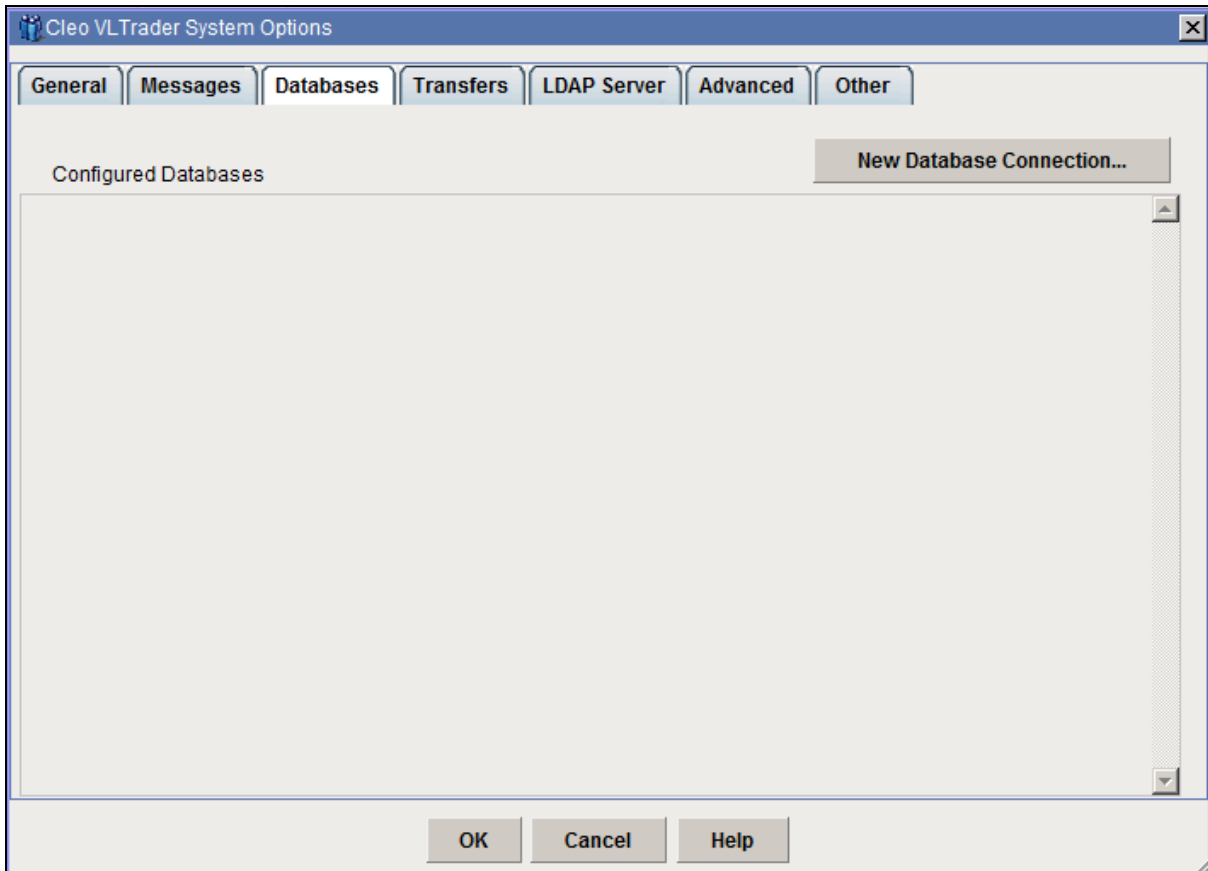 Cleo VLTrader System Options
General Messages Databases Transfers LDAP Server Advanced Other
New Database Connection...
Configured Databases
OK Cancel Help